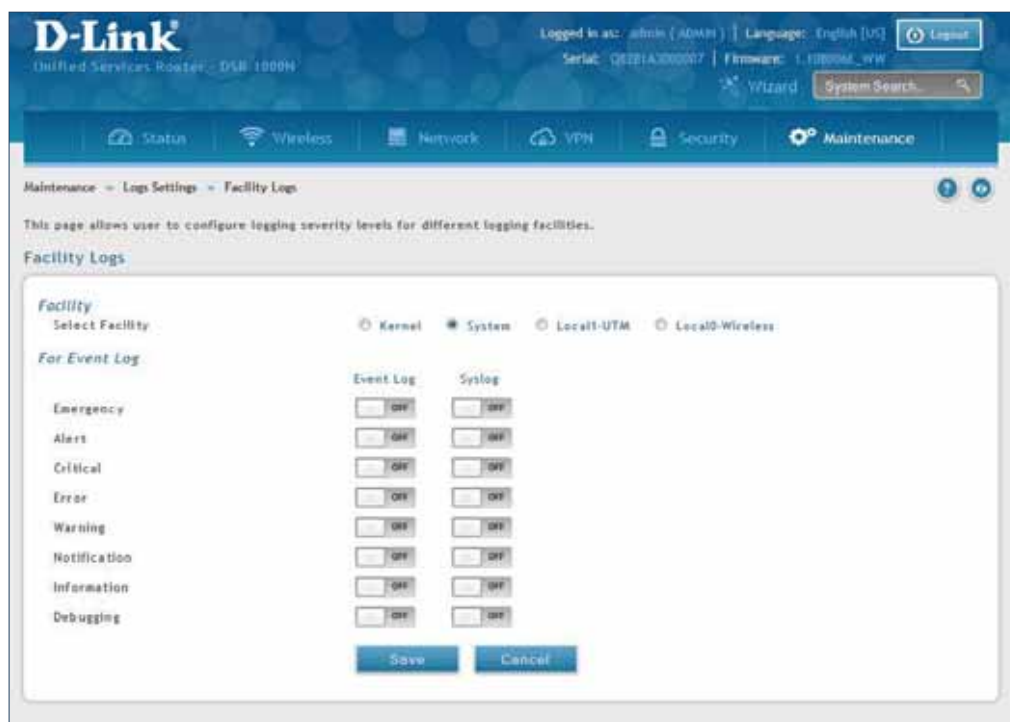 D-Link
Unified Services Router - DSR-1000N
Logged in as: admin ( ADMIN ) | Language: English [US]
Logout
Serial: | Firmware:
Wizard
System Search...
Status
Wireless
Network
VPN
Security
Maintenance
Maintenance » Logs Settings » Facility Logs
This page allows user to configure logging severity levels for different logging facilities.
Facility Logs
Facility
Select Facility Kernel System Local1-UTM Local0-Wireless
For Event Log
Event Log Syslog
Emergency OFF OFF
Alert OFF OFF
Critical OFF OFF
Error OFF OFF
Warning OFF OFF
Notification OFF OFF
Information OFF OFF
Debugging OFF OFF
Save Cancel